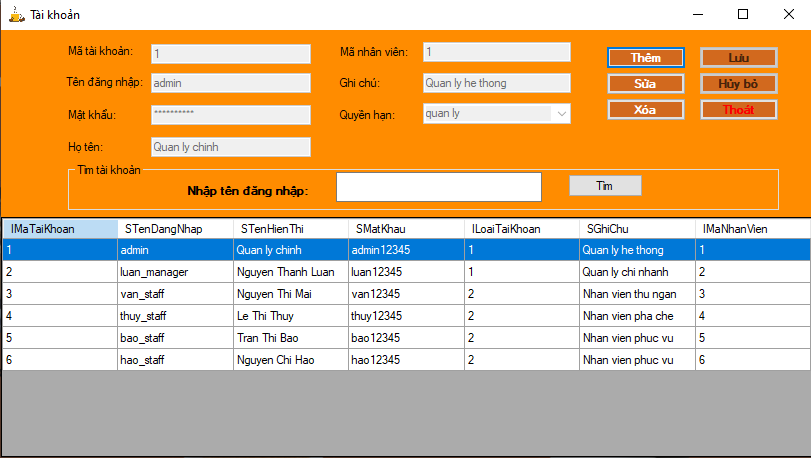 Tài khoản
Mã tài khoản: 1 Mã nhân viên: 1 Thêm Lưu
Tên đăng nhập: admin Ghi chú: Quan ly he thong Sửa Hủy bỏ
Mật khẩu: ********** Quyền hạn: quan ly Xóa Thoát
Họ tên: Quan ly chinh
Tìm tài khoản
Nhập tên đăng nhập: Tìm
IMaTaiKhoan STenDangNhap STenHienThi SMatKhau ILoaiTaiKhoan SGhiChu IMaNhanVien
1 admin Quan ly chinh admin12345 1 Quan ly he thong 1
2 luan_manager Nguyen Thanh Luan luan12345 1 Quan ly chi nhanh 2
3 van_staff Nguyen Thi Mai van12345 2 Nhan vien thu ngan 3
4 thuy_staff Le Thi Thuy thuy12345 2 Nhan vien pha che 4
5 bao_staff Tran Thi Bao bao12345 2 Nhan vien phuc vu 5
6 hao_staff Nguyen Chi Hao hao12345 2 Nhan vien phuc vu 6